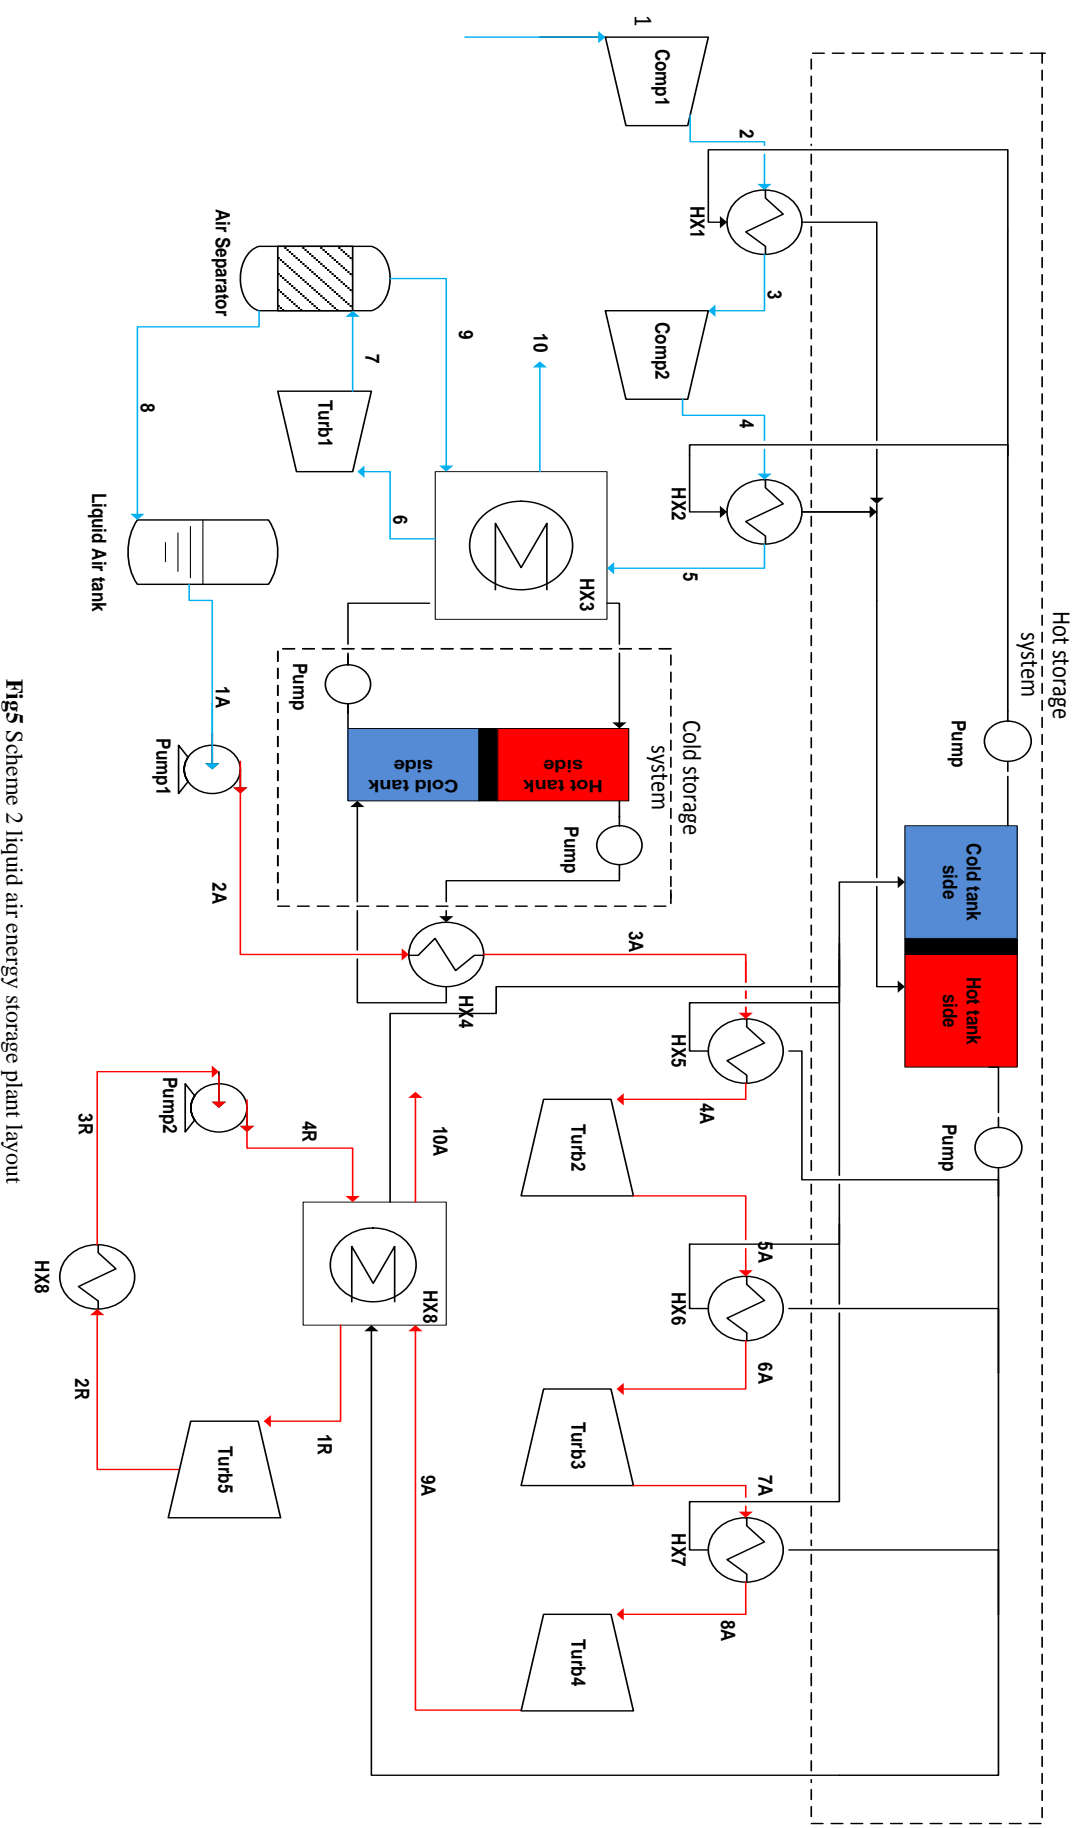 Hot storage
system
1
Comp1
2
HX1
3
Comp2
4
HX2
5
Pump
Cold tank
side
Hot tank
side
Pump
Air Separator
9
10
7
Turb1
6
8
Liquid Air tank
HX3
Cold storage
system
Pump
Cold tank
side
Hot tank
side
Pump
1A
Pump1
2A
HX4
3A
HX5
4A
Turb2
5A
HX6
6A
Turb3
7A
HX7
8A
Turb4
9A
10A
HX8
4R
Pump2
3R
HX8
2R
1R
Turb5
Fig5 Scheme 2 liquid air energy storage plant layout